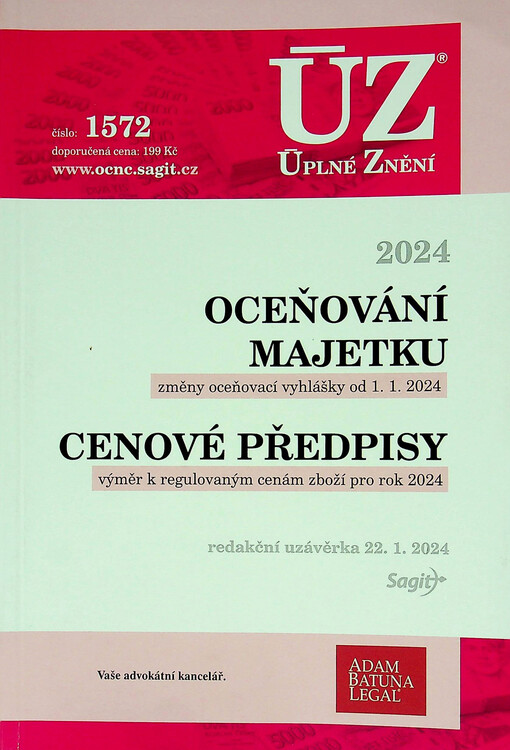 ŪZ®
číslo: 1572
doporučená cena: 199 Kč
www.ocnc.sagit.cz
ŪPLNÉ ZNĚNÍ
2024
OCEŇOVÁNÍ
MAJETKU
změny oceňovací vyhlášky od 1. 1. 2024
CENOVÉ PŘEDPISY
výměr k regulovaným cenám zboží pro rok 2024
redakční uzávěrka 22. 1. 2024
Sagit
Vaše advokátní kancelář.
ADAM
BATUNA
LEGAL®